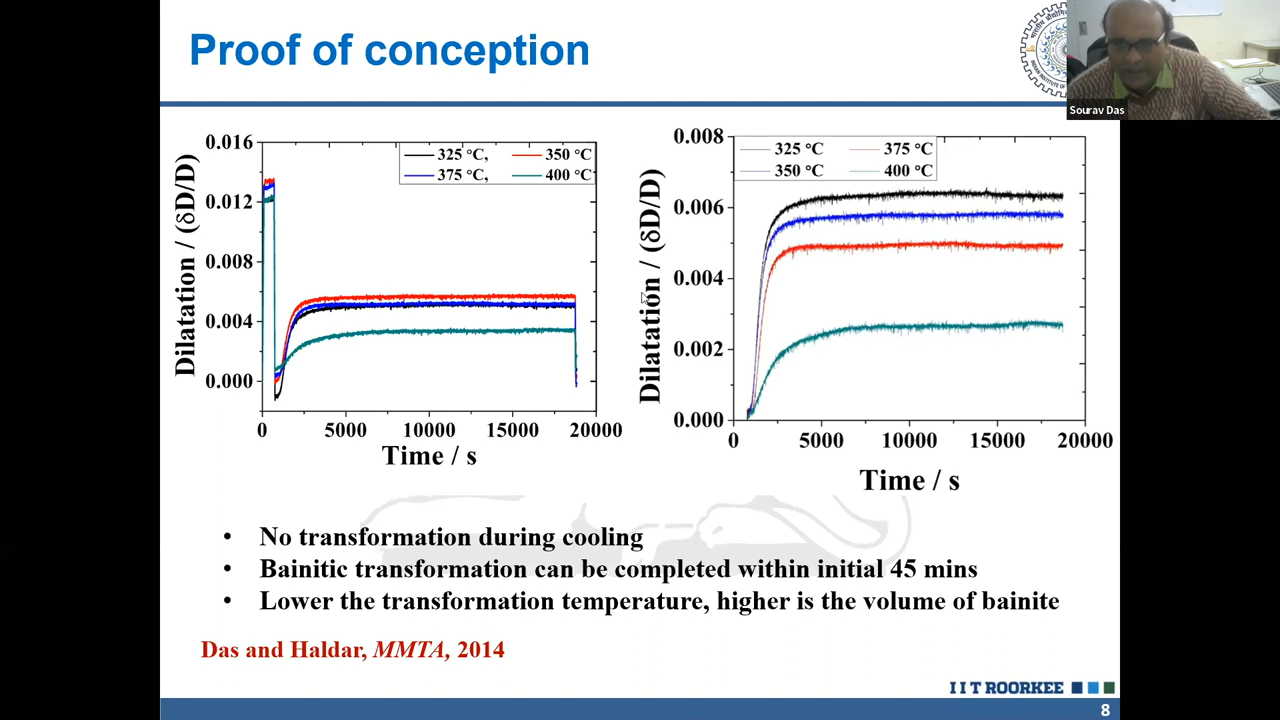 Proof of conception
Sourav Das
0.016
0.012
0.008
0.004
0.000
Dilatation / (δD/D)
325 °C, 350 °C
375 °C, 400 °C
0 5000 10000 15000 20000
Time / s
0.008
0.006
0.004
0.002
0.000
Dilatation / (δD/D)
325 °C 375 °C
350 °C 400 °C
0 5000 10000 15000 20000
Time / s
• No transformation during cooling
• Bainitic transformation can be completed within initial 45 mins
• Lower the transformation temperature, higher is the volume of bainite
Das and Haldar, MMTA, 2014
I I T ROORKEE
8